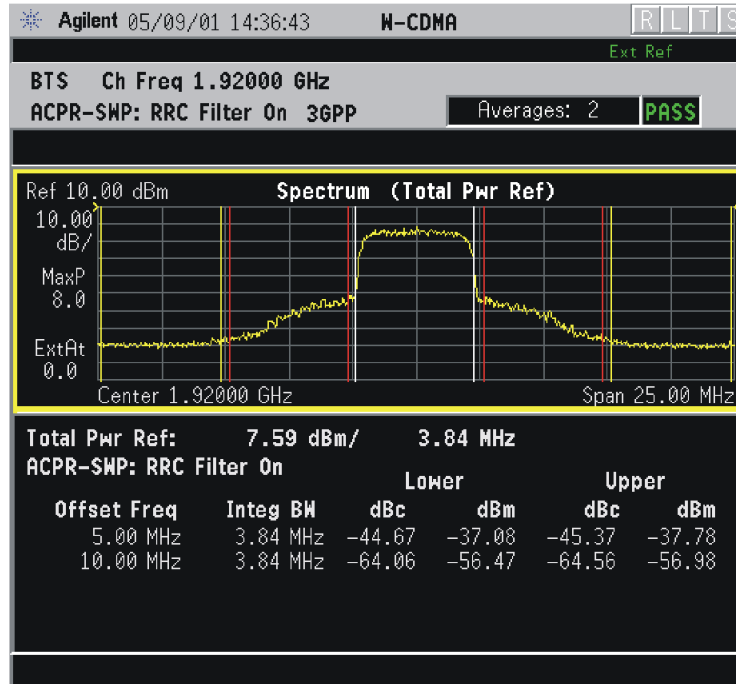 Agilent 05/09/01 14:36:43 W-CDMA R L T S
Ext Ref
BTS Ch Freq 1.92000 GHz
ACPR-SWP: RRC Filter On 3GPP Averages: 2 PASS
Ref 10.00 dBm Spectrum (Total Pwr Ref)
10.00
dB/
MaxP
8.0
ExtAt
0.0
Center 1.92000 GHz Span 25.00 MHz
Total Pwr Ref: 7.59 dBm/ 3.84 MHz
ACPR-SWP: RRC Filter On
Lower Upper
Offset Freq Integ BW dBc dBm dBc dBm
5.00 MHz 3.84 MHz -44.67 -37.08 -45.37 -37.78
10.00 MHz 3.84 MHz -64.06 -56.47 -64.56 -56.98